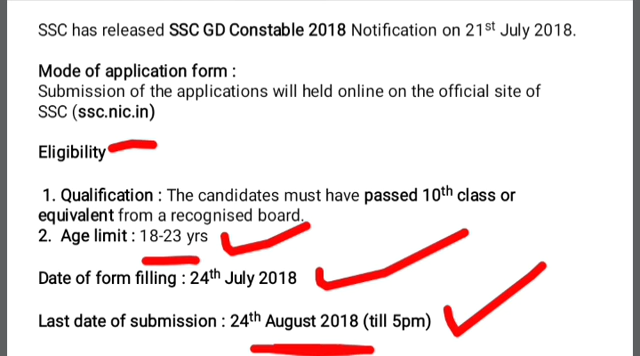 SSC has released SSC GD Constable 2018 Notification on 21st July 2018.
Mode of application form :
Submission of the applications will held online on the official site of
SSC (ssc.nic.in)
Eligibility
1. Qualification : The candidates must have passed 10th class or
equivalent from a recognised board.
2. Age limit : 18-23 yrs
Date of form filling : 24th July 2018
Last date of submission : 24th August 2018 (till 5pm)